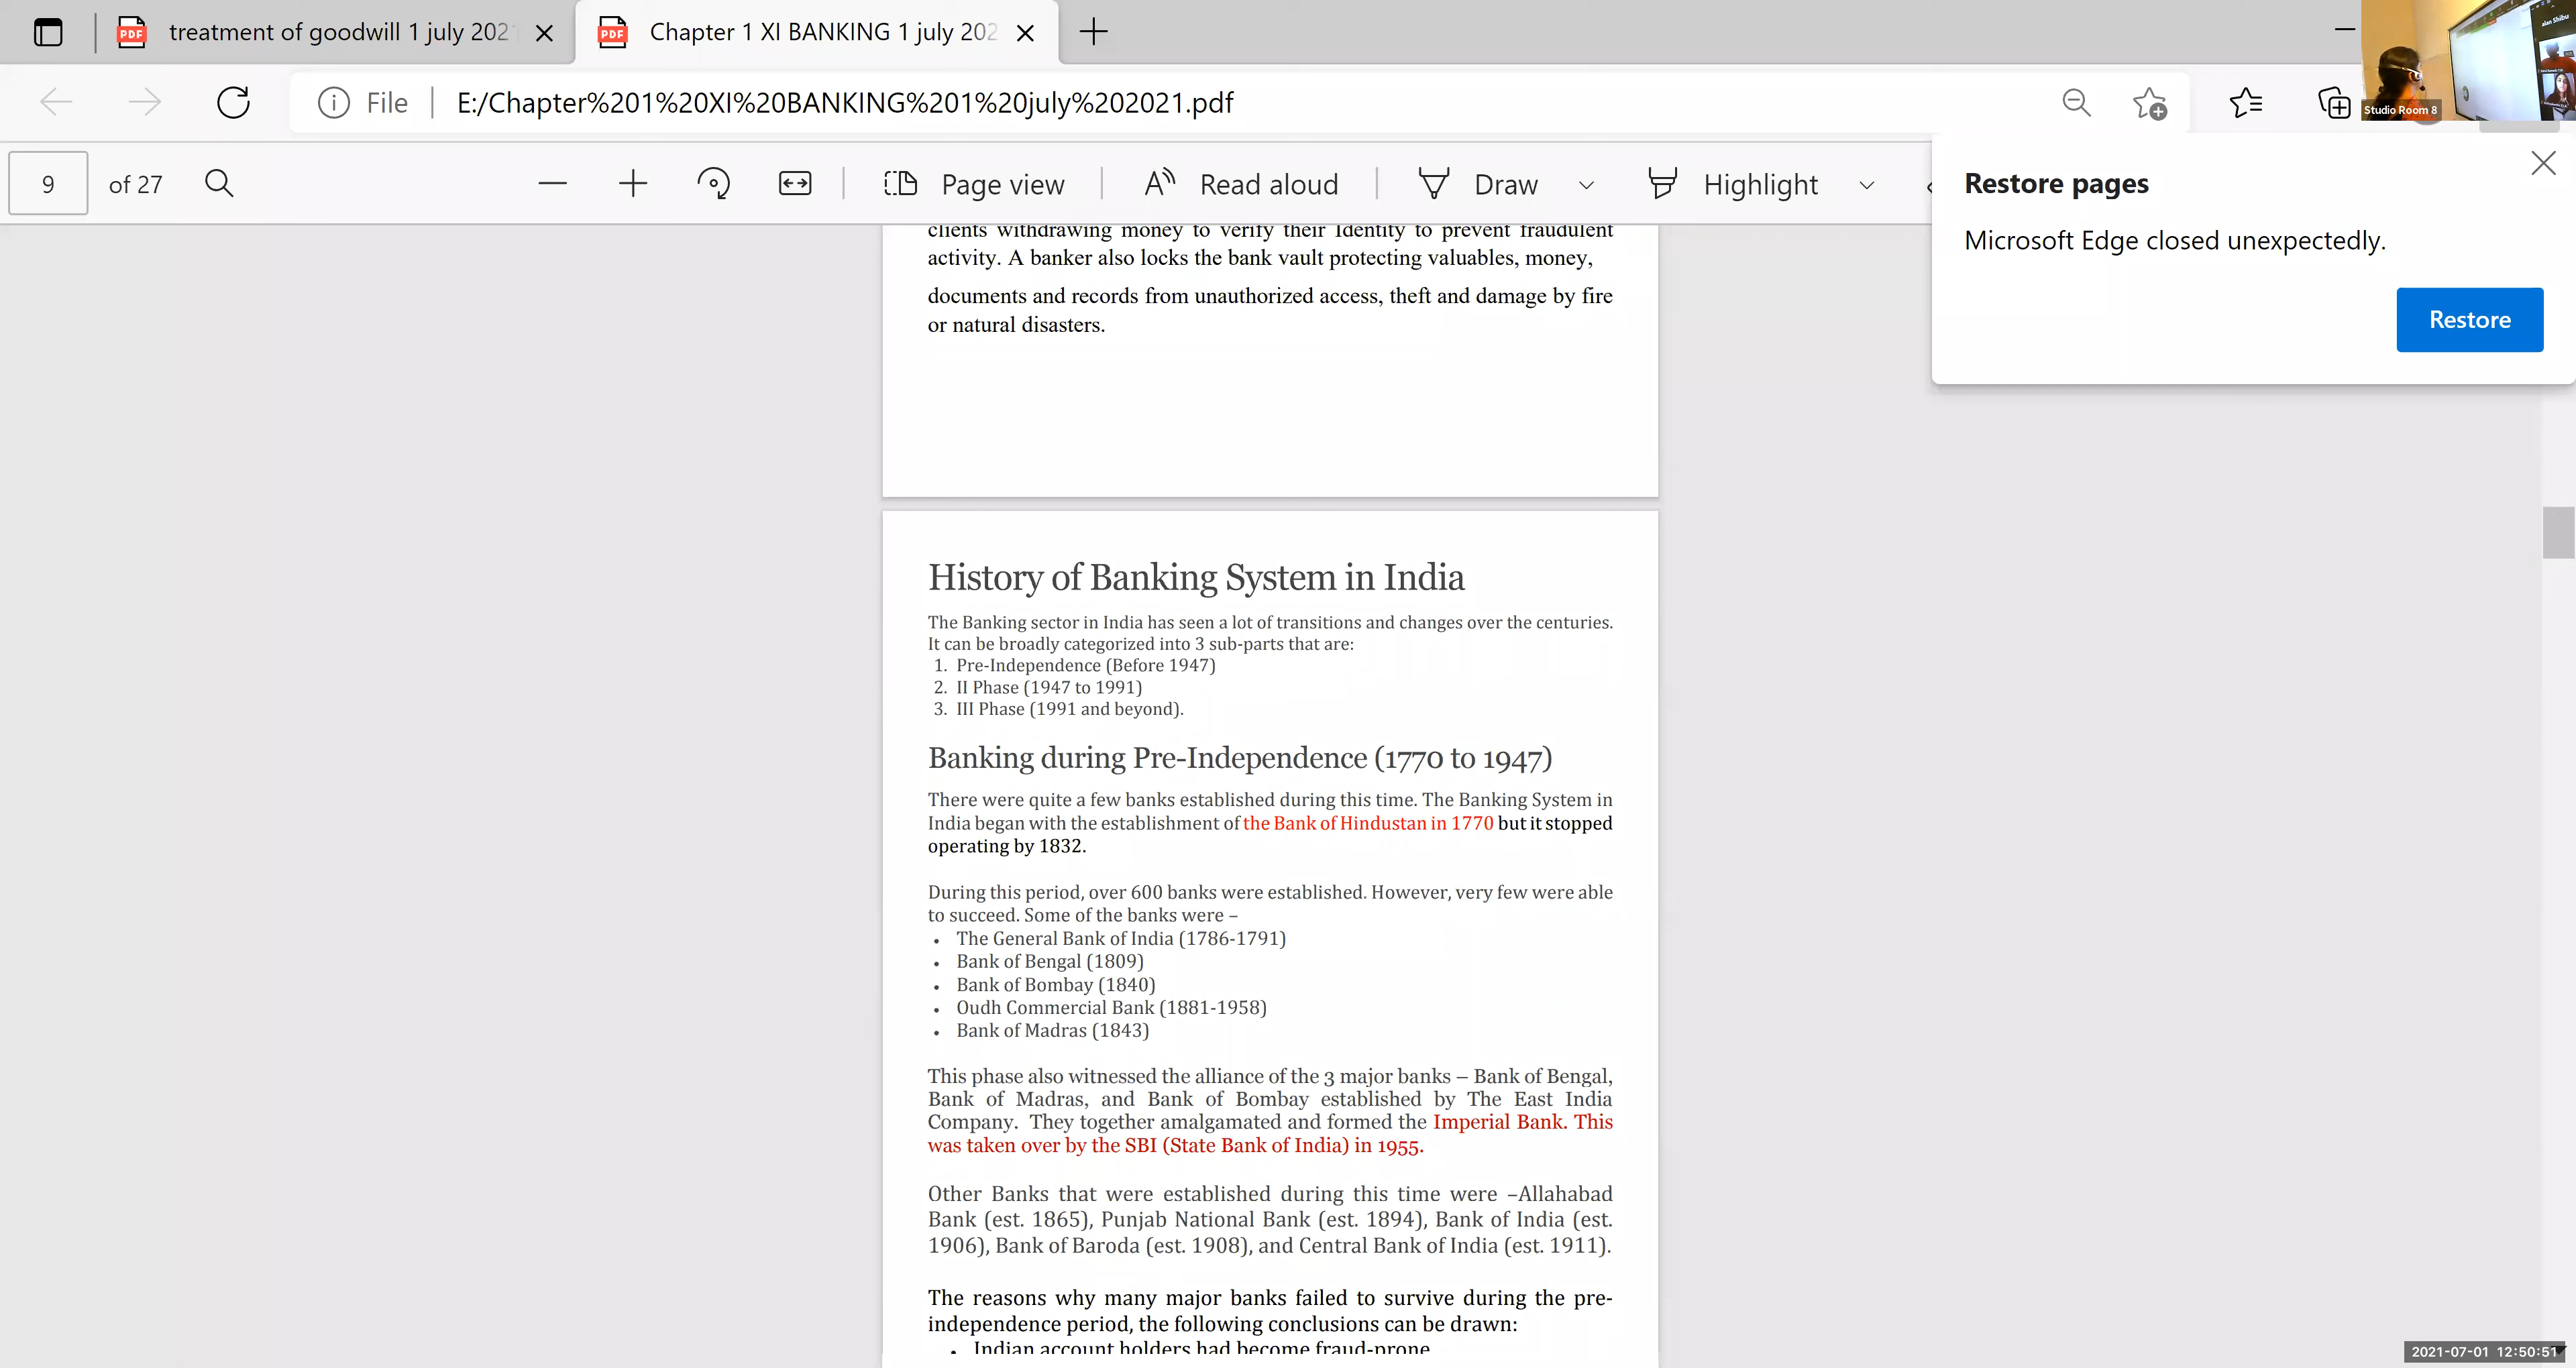 treatment of goodwill 1 july 202
Chapter 1 XI BANKING 1 july 202
File
E:/Chapter%201%20XI%20BANKING%201%20july%202021.pdf
9 of 27
Page view
Read aloud
Draw
Highlight
alan Shibu
Studio Room 8
Restore pages
Microsoft Edge closed unexpectedly.
Restore
clients withdrawing money to verify their Identity to prevent fraudulent
activity. A banker also locks the bank vault protecting valuables, money,
documents and records from unauthorized access, theft and damage by fire
or natural disasters.
History of Banking System in India
The Banking sector in India has seen a lot of transitions and changes over the centuries.
It can be broadly categorized into 3 sub-parts that are:
1. Pre-Independence (Before 1947)
2. II Phase (1947 to 1991)
3. III Phase (1991 and beyond).
Banking during Pre-Independence (1770 to 1947)
There were quite a few banks established during this time. The Banking System in
India began with the establishment of the Bank of Hindustan in 1770 but it stopped
operating by 1832.
During this period, over 600 banks were established. However, very few were able
to succeed. Some of the banks were –
• The General Bank of India (1786-1791)
• Bank of Bengal (1809)
• Bank of Bombay (1840)
• Oudh Commercial Bank (1881-1958)
• Bank of Madras (1843)
This phase also witnessed the alliance of the 3 major banks – Bank of Bengal,
Bank of Madras, and Bank of Bombay established by The East India
Company. They together amalgamated and formed the Imperial Bank. This
was taken over by the SBI (State Bank of India) in 1955.
Other Banks that were established during this time were –Allahabad
Bank (est. 1865), Punjab National Bank (est. 1894), Bank of India (est.
1906), Bank of Baroda (est. 1908), and Central Bank of India (est. 1911).
The reasons why many major banks failed to survive during the pre-
independence period, the following conclusions can be drawn:
• Indian account holders had become fraud-prone
2021-07-01 12:50:51